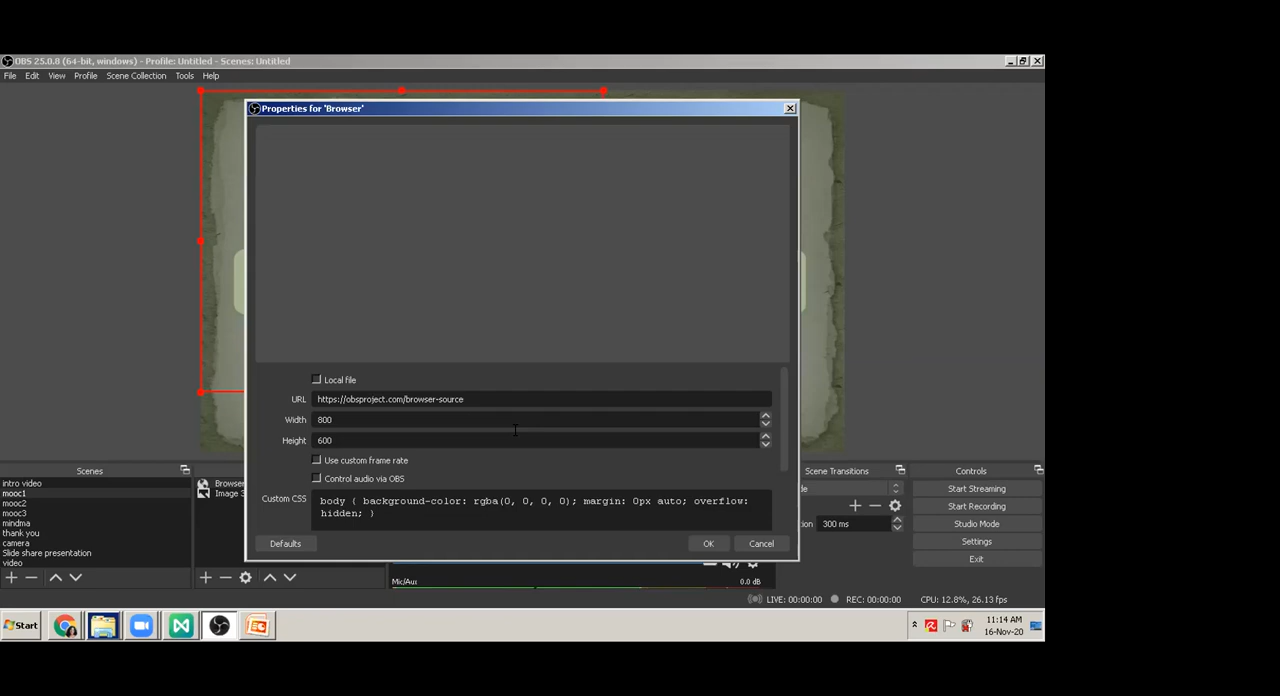 OBS 25.0.8 (64-bit, windows) - Profile: Untitled - Scenes: Untitled
File Edit View Profile Scene Collection Tools Help
Properties for 'Browser'
Local file
URL https://obsproject.com/browser-source
Width 800
Height 600
Use custom frame rate
Control audio via OBS
Custom CSS body { background-color: rgba(0, 0, 0, 0); margin: 0px auto; overflow:
hidden; }
Defaults OK Cancel
Scenes
intro video
mooc1
mooc2
mooc3
mindma
thank you
camera
Slide share presentation
video
Browser
Image 3
Mic/Aux 0.0 dB
Scene Transitions
300 ms
Controls
Start Streaming
Start Recording
Studio Mode
Settings
Exit
LIVE: 00:00:00 REC: 00:00:00 CPU: 12.8%, 26.13 fps
Start
11:14 AM
16-Nov-20